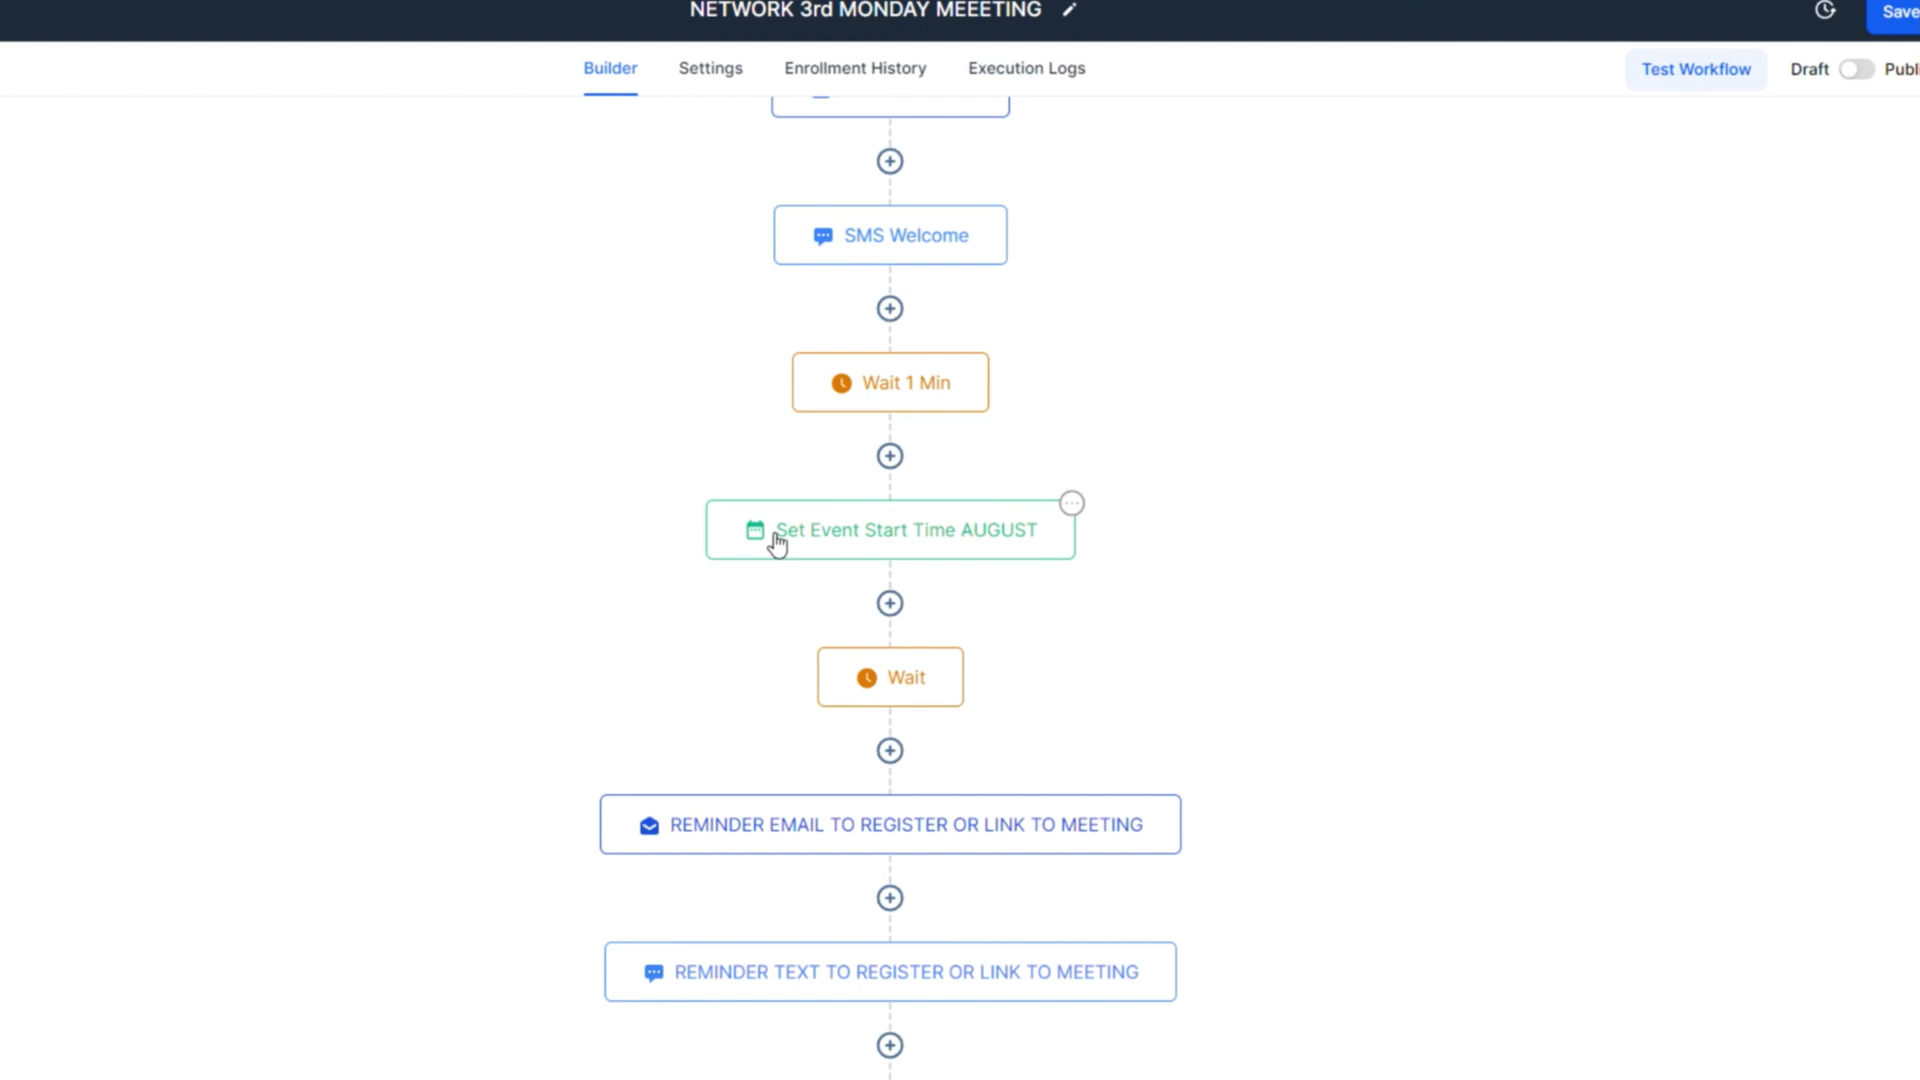 NETWORK 3rd MONDAY MEEETING
Save
Builder Settings Enrollment History Execution Logs
Test Workflow Draft Publ
SMS Welcome
Wait 1 Min
Set Event Start Time AUGUST
Wait
REMINDER EMAIL TO REGISTER OR LINK TO MEETING
REMINDER TEXT TO REGISTER OR LINK TO MEETING